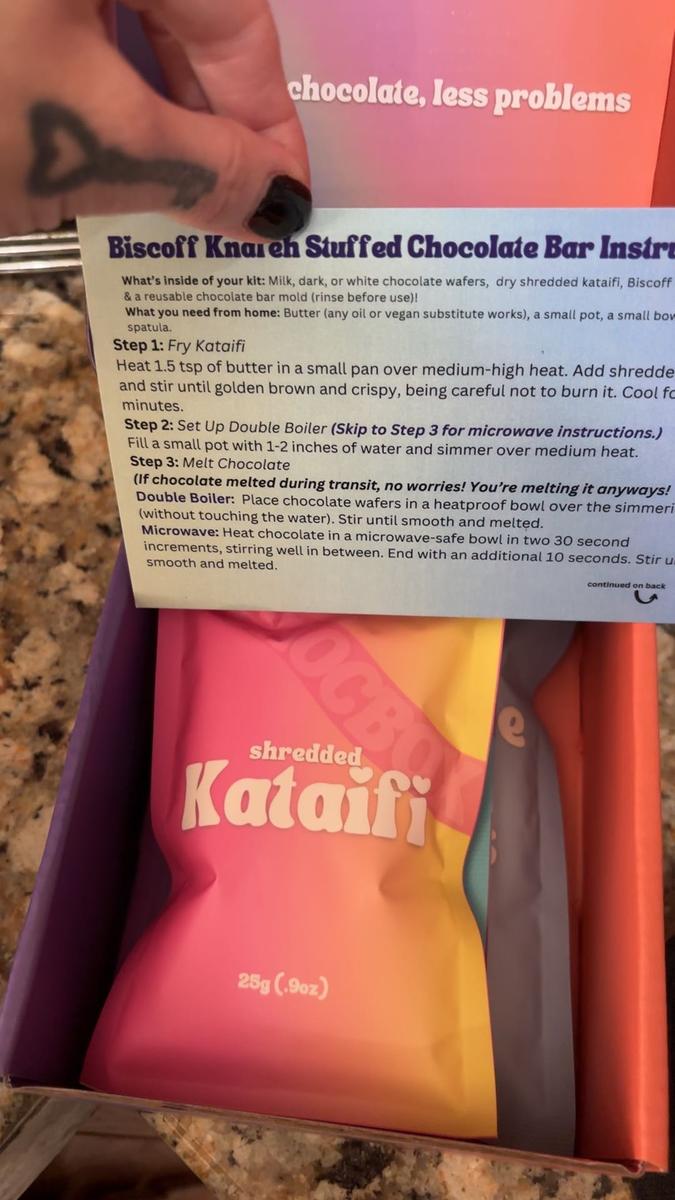 chocolate, less problems
Biscoff Knafeh Stuffed Chocolate Bar
What's inside of your kit: Milk, dark, or white chocolate wafers, dry shredded kataifi, Biscoff
& a reusable chocolate bar mold (rinse before use)!
What you need from home: Butter (any oil or vegan substitute works), a small pot, a small
spatula.
Step 1: Fry Kataifi
Heat 1.5 tsp of butter in a small pan over medium-high heat. Add
and stir until golden brown and crispy, being careful not to burn it. Cool
minutes.
Step 2: Set Up Double Boiler (Skip to Step 3 for microwave instructions.)
Fill a small pot with 1-2 inches of water and simmer over medium heat.
Step 3: Melt Chocolate
(If chocolate melted during transit, no worries! You're melting it anyways!
Double Boiler: Place chocolate wafers in a heatproof bowl over the
(without touching the water). Stir until smooth and melted.
Microwave: Heat chocolate in a microwave-safe bowl in two 30 second
increments, stirring well in between. End with an additional 10 seconds. Stir
smooth and melted.
continued on back
OCBOX
shredded
Kataifi
25g (.9oz)
e